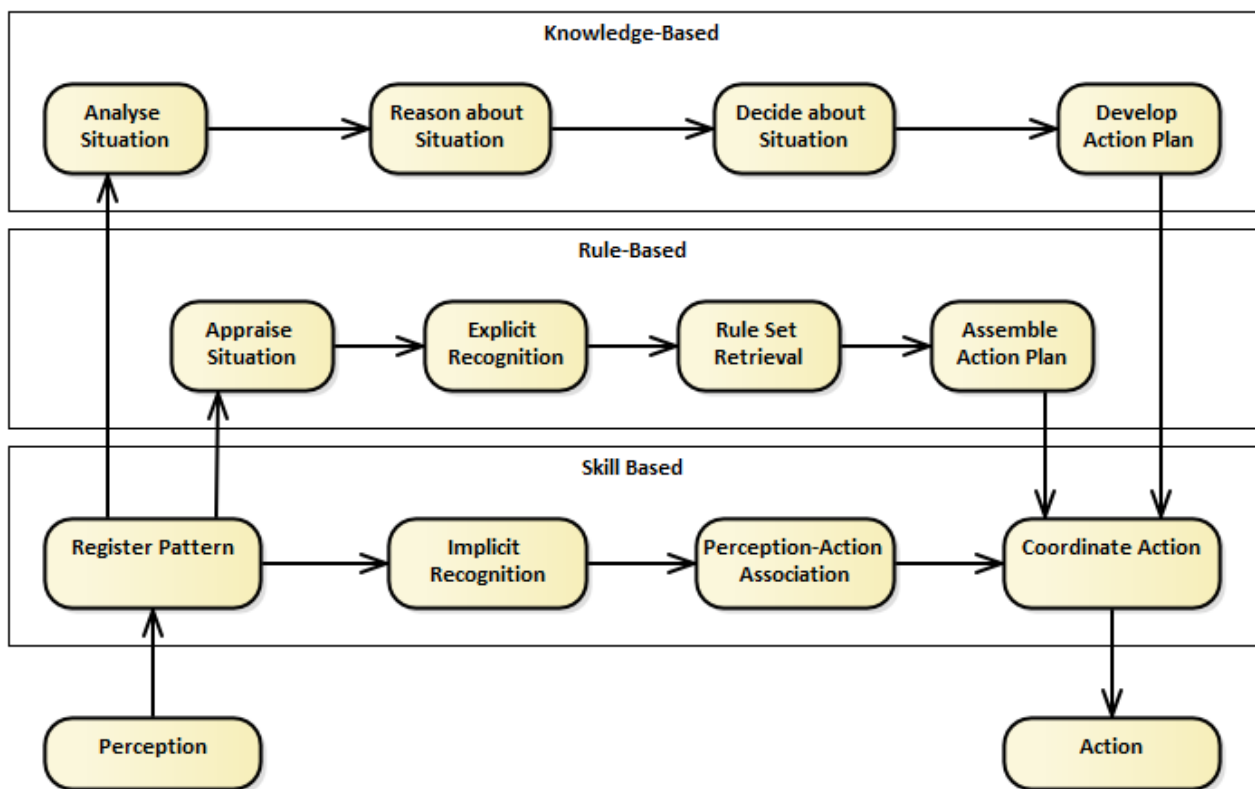 Knowledge-Based
Analyse
Situation
Reason about
Situation
Decide about
Situation
Develop
Action Plan
Rule-Based
Appraise
Situation
Explicit
Recognition
Rule Set
Retrieval
Assemble
Action Plan
Skill Based
Register Pattern
Implicit
Recognition
Perception-Action
Association
Coordinate Action
Perception
Action